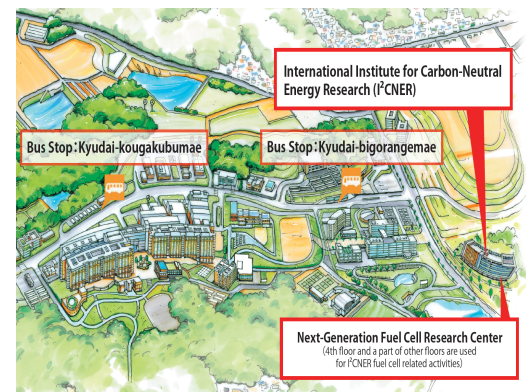 International Institute for Carbon-Neutral
Energy Research (I²CNER)
Bus Stop：Kyudai-kougakubumae
Bus Stop：Kyudai-bigorangemae
Next-Generation Fuel Cell Research Center
(4th floor and a part of other floors are used
for I²CNER fuel cell related activities)